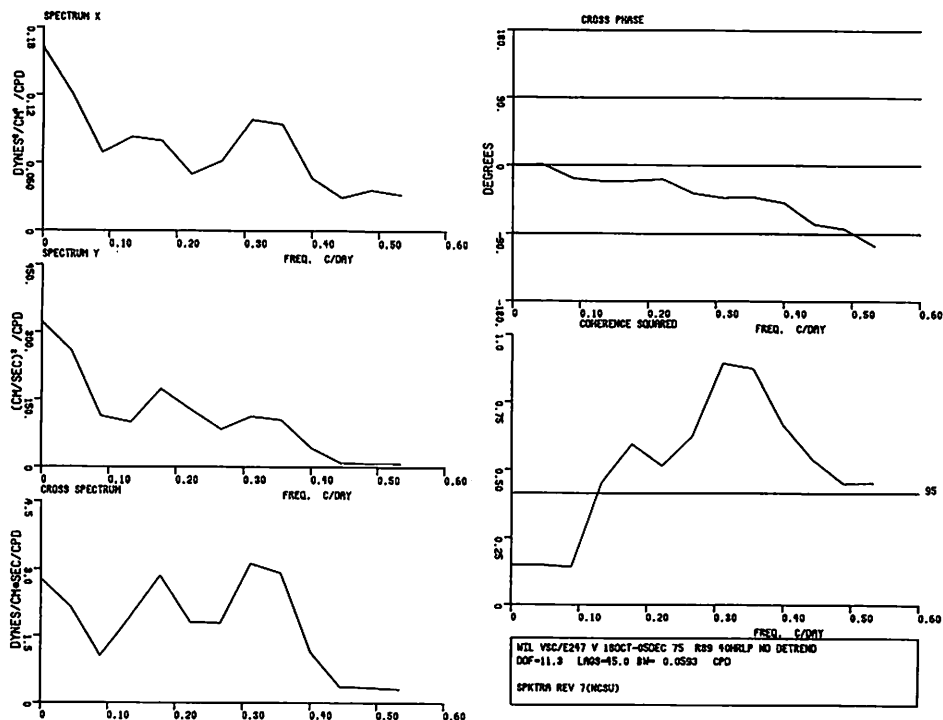 SPECTRUM X
0.18
0.12
0.060
0
DYNES²/CM⁴ /CPD
0 0.10 0.20 0.30 0.40 0.50 0.60
FREQ. C/DAY
SPECTRUM Y
450.
300.
150.
0
(CM/SEC)² /CPD
0 0.10 0.20 0.30 0.40 0.50 0.60
FREQ. C/DAY
CROSS SPECTRUM
4.5
3.0
1.5
0
DYNES/CM*SEC/CPD
0 0.10 0.20 0.30 0.40 0.50 0.60
FREQ. C/DAY
CROSS PHASE
180.
90.
0
-90.
-180.
DEGREES
0.10 0.20 0.30 0.40 0.50 0.60
FREQ. C/DAY
COHERENCE SQUARED
1.0
0.75
0.50
0.25
0
95
0.10 0.20 0.30 0.40 0.50 0.60
FREQ. C/DAY
WIL VSC/E247 V 18OCT-05DEC 75 R89 40HRLP NO DETREND
DOF=11.3 LAGS=45.0 BW= 0.0593 CPD
SPKTRA REV 7(NCSU)